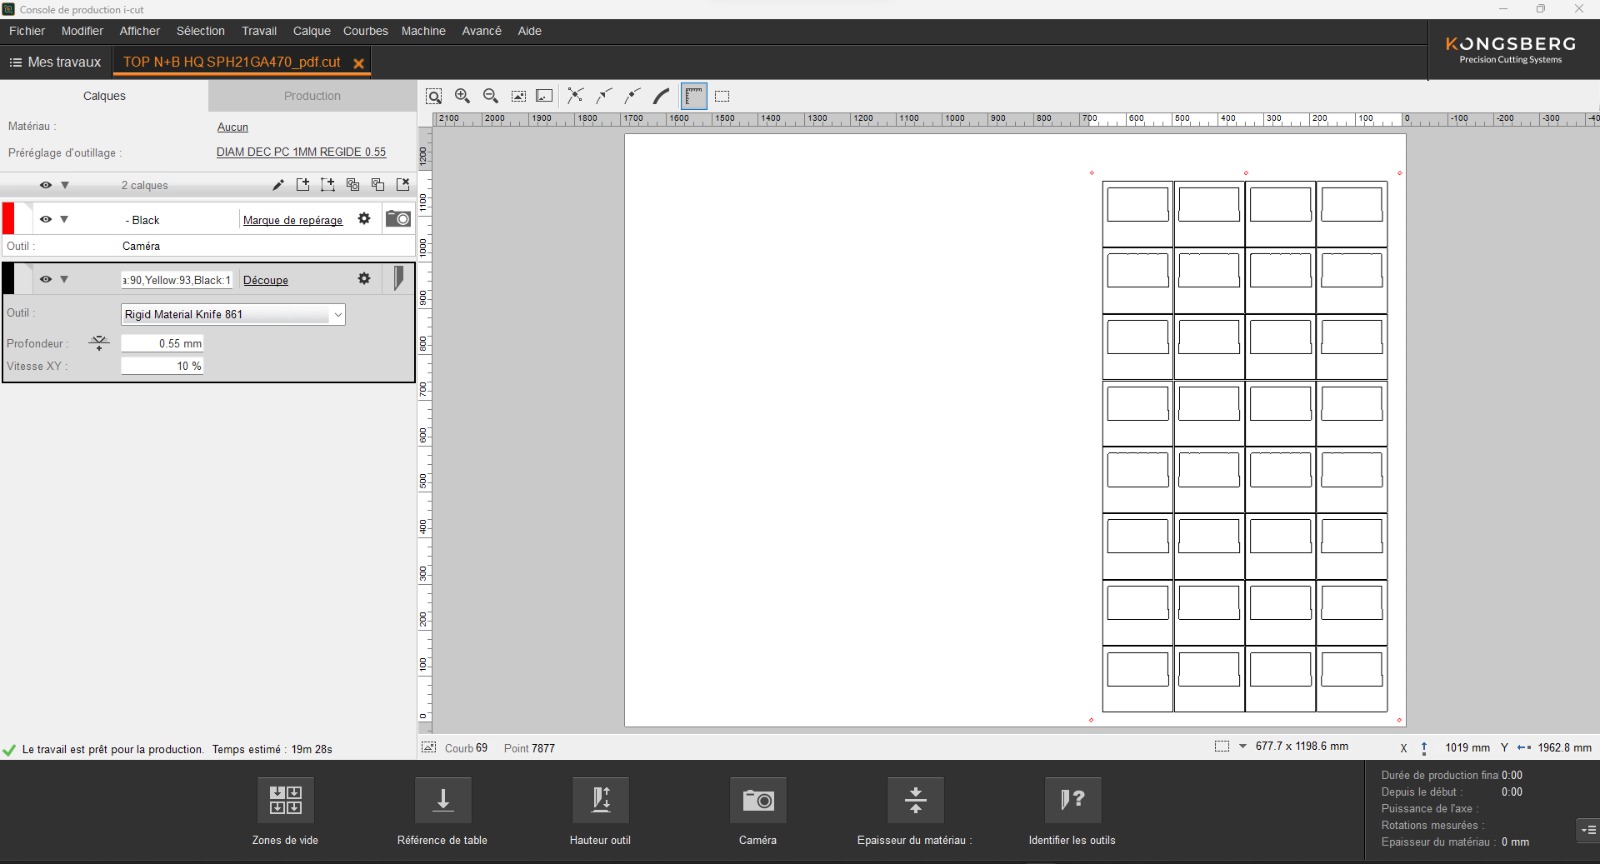 Console de production i-cut
Fichier Modifier Afficher Sélection Travail Calque Courbes Machine Avancé Aide
KONGSBERG
Precision Cutting Systems
Mes travaux TOP N+B HQ SPH21GA470_pdf.cut
Calques Production
Matériau : Aucun
Préréglage d'outillage : DIAM DEC PC 1MM REGIDE 0.55
2 calques
- Black Marque de repérage
Outil : Caméra
a:90,Yellow:93,Black:1 Découpe
Outil : Rigid Material Knife 861
Profondeur : 0.55 mm
Vitesse XY : 10 %
2100 2000 1900 1800 1700 1600 1500 1400 1300 1200 1100 1000 900 800 700 600 500 400 300 200 100 0 -100 -200 -300 -40
1200
1100
1000
900
800
700
600
500
400
300
200
100
0
Le travail est prêt pour la production. Temps estimé : 19m 28s
Courb 69 Point 7877 677.7 x 1198.6 mm X 1019 mm Y 1962.8 mm
Zones de vide Référence de table Hauteur outil Caméra Epaisseur du matériau : Identifier les outils
Durée de production fina 0:00
Depuis le début : 0:00
Puissance de l'axe :
Rotations mesurées :
Epaisseur du matériau : 0 mm